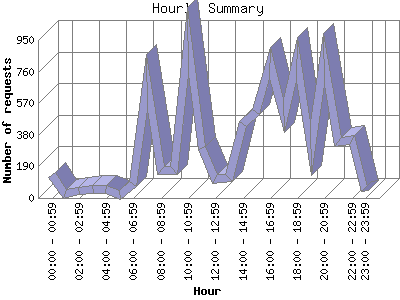 Hourly Summary
Number of requests
950
760
570
380
190
0
00:00 - 00:59
02:00 - 02:59
04:00 - 04:59
06:00 - 06:59
08:00 - 08:59
10:00 - 10:59
12:00 - 12:59
14:00 - 14:59
16:00 - 16:59
18:00 - 18:59
20:00 - 20:59
22:00 - 22:59
23:00 - 23:59
Hour